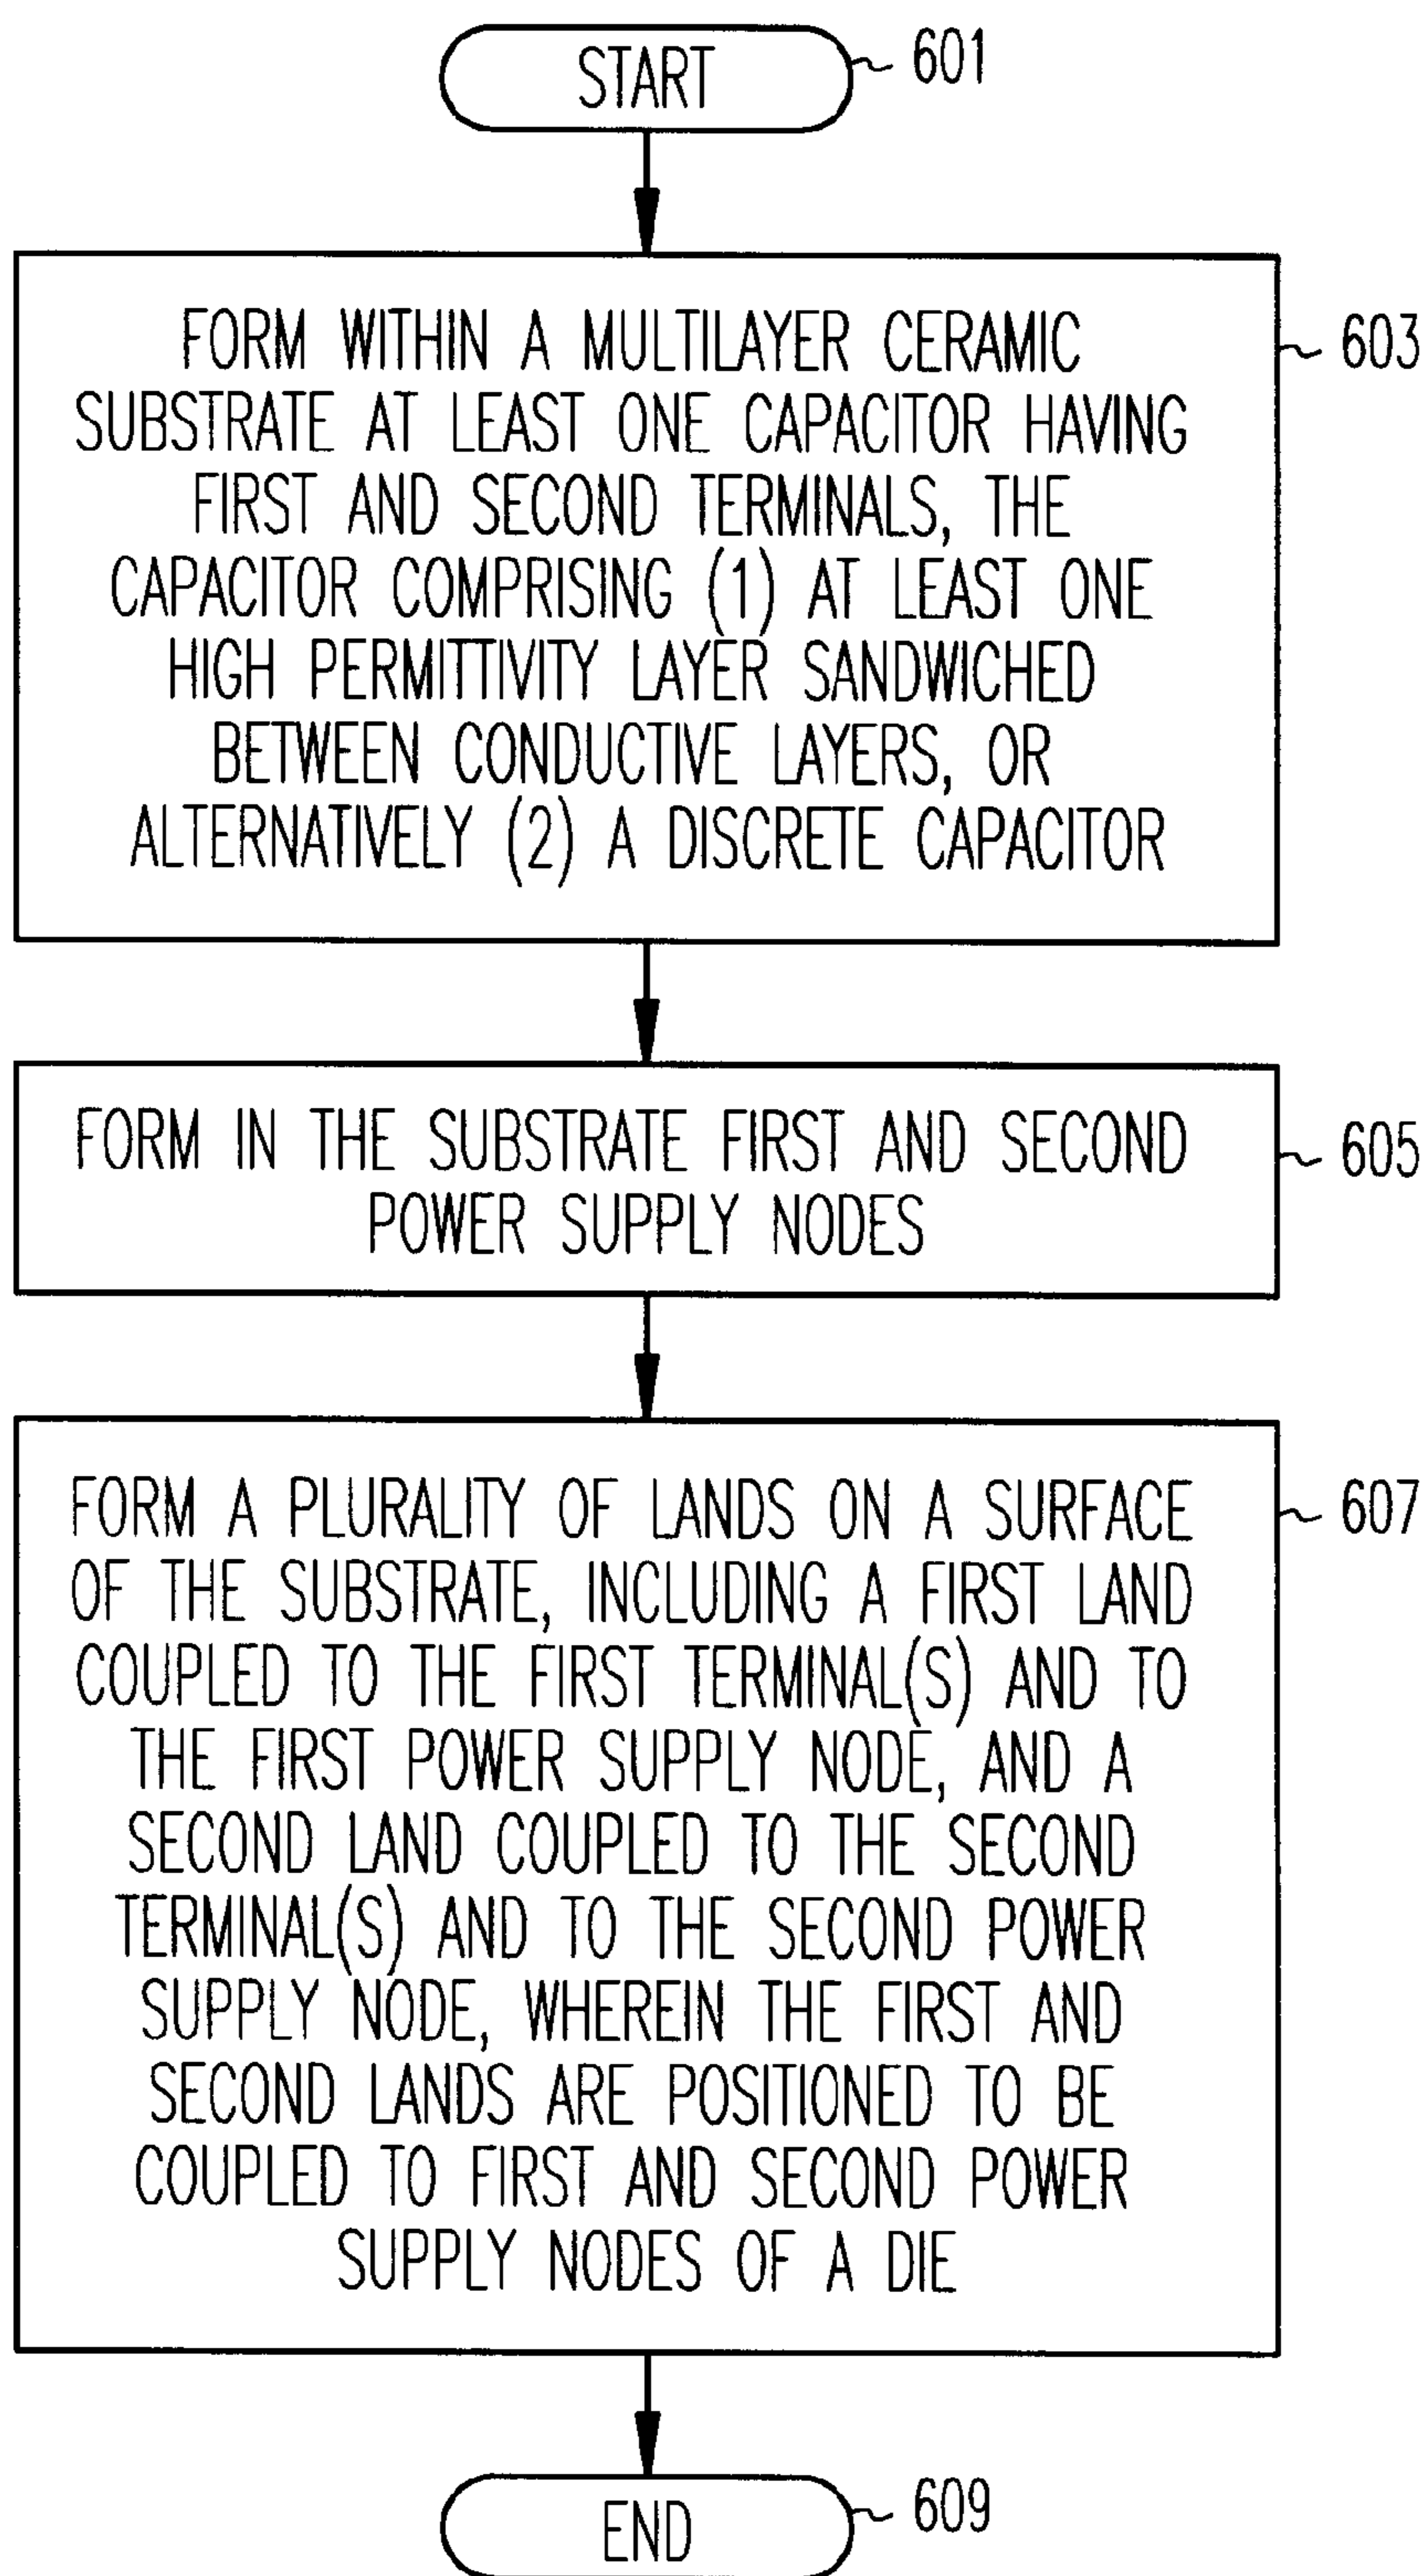 START
601
FORM WITHIN A MULTILAYER CERAMIC
603
SUBSTRATE AT LEAST ONE CAPACITOR HAVING
FIRST AND SECOND TERMINALS, THE
CAPACITOR COMPRISING (1) AT LEAST ONE
HIGH PERMITTIVITY LAYER SANDWICHED
BETWEEN CONDUCTIVE LAYERS, OR
ALTERNATIVELY (2) A DISCRETE CAPACITOR
FORM IN THE SUBSTRATE FIRST AND SECOND
605
POWER SUPPLY NODES
FORM A PLURALITY OF LANDS ON A SURFACE
607
OF THE SUBSTRATE, INCLUDING A FIRST LAND
COUPLED TO THE FIRST TERMINAL(S) AND TO
THE FIRST POWER SUPPLY NODE, AND A
SECOND LAND COUPLED TO THE SECOND
TERMINAL(S) AND TO THE SECOND POWER
SUPPLY NODE, WHEREIN THE FIRST AND
SECOND LANDS ARE POSITIONED TO BE
COUPLED TO FIRST AND SECOND POWER
SUPPLY NODES OF A DIE
END
609